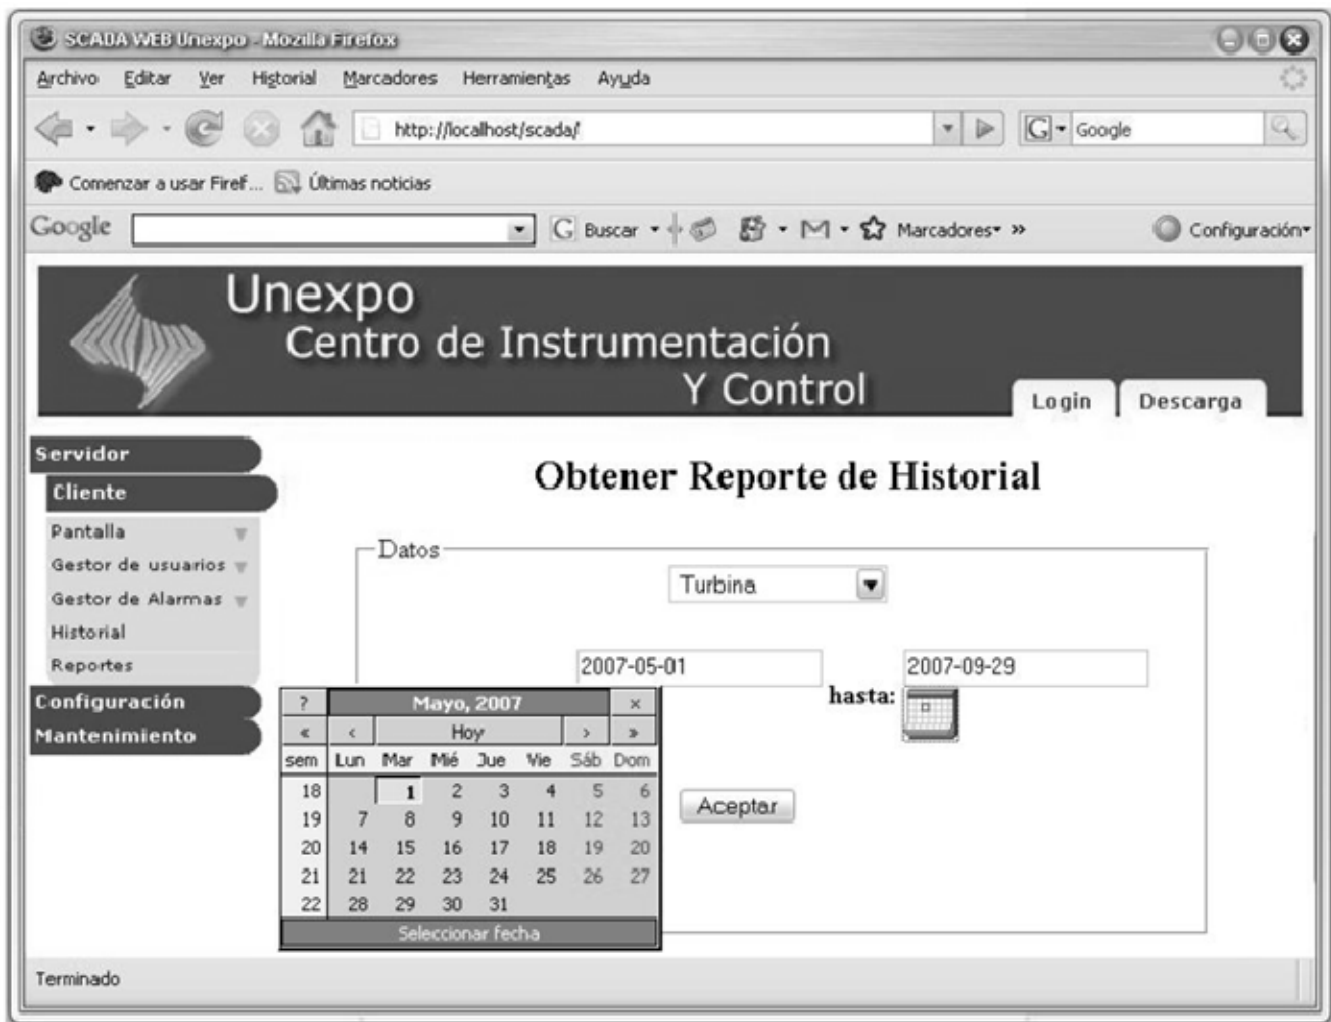 SCADA WEB Unexpo - Mozilla Firefox
Archivo Editar Ver Historial Marcadores Herramientas Ayuda
http://localhost/scada/ G Google
Comenzar a usar Firef... Últimas noticias
Google G Buscar Marcadores » Configuración
Unexpo
Centro de Instrumentación
Y Control
Login Descarga
Servidor
Cliente
Pantalla
Gestor de usuarios
Gestor de Alarmas
Historial
Reportes
Configuración
Mantenimiento
Obtener Reporte de Historial
Datos
Turbina
2007-05-01 2007-09-29
hasta:
? Mayo, 2007 ×
« ‹ Hoy › »
sem Lun Mar Mié Jue Vie Sáb Dom
18 1 2 3 4 5 6
19 7 8 9 10 11 12 13
20 14 15 16 17 18 19 20
21 21 22 23 24 25 26 27
22 28 29 30 31
Seleccionar fecha
Aceptar
Terminado